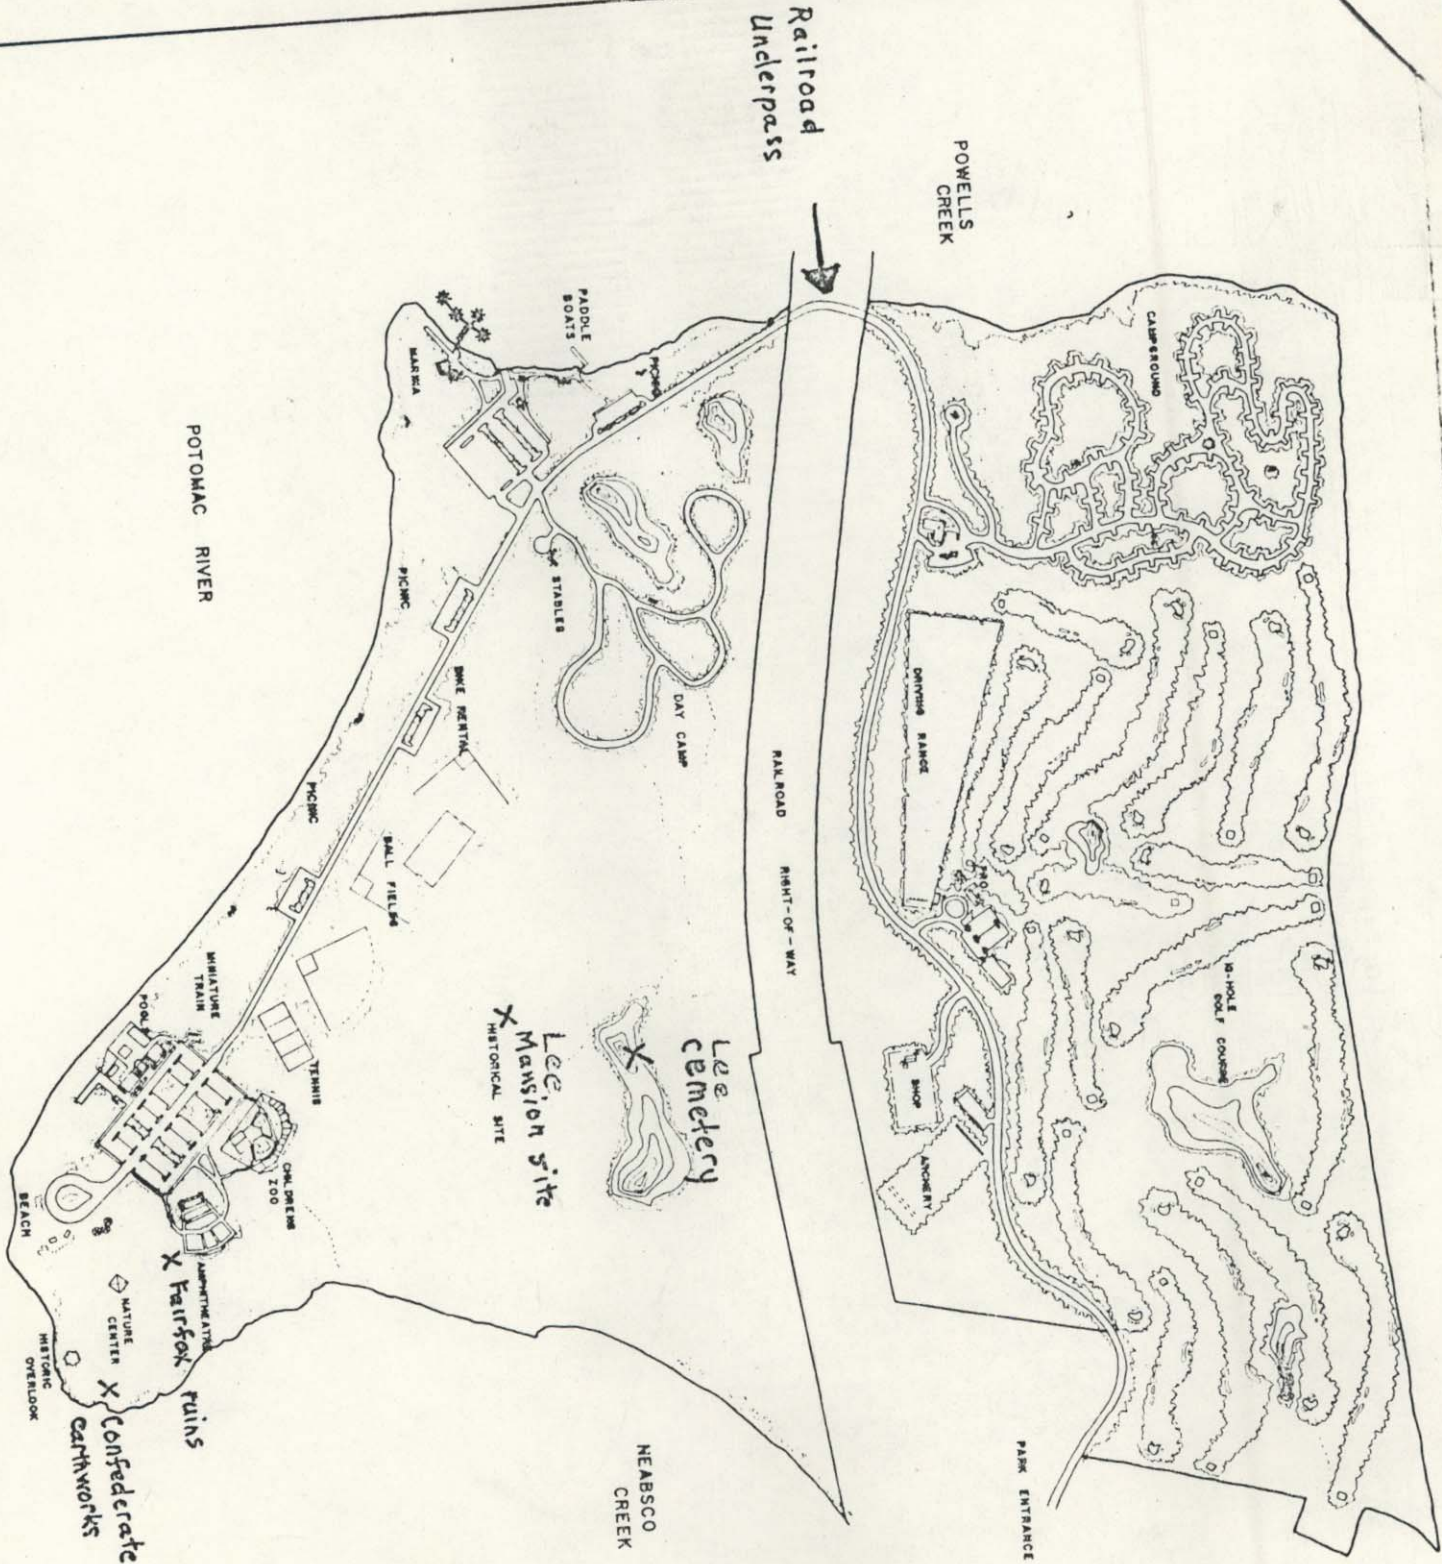 Railroad
Underpass
POWELLS
CREEK
CAMPGROUND
PADDLE
BOATS
PICNIC
MARINA
POTOMAC RIVER
STABLES
PICNIC
DAY CAMP
BIKE RENTAL
DRIVING RANGE
RAILROAD RIGHT-OF-WAY
PICNIC
BALL FIELDS
PRO
18-HOLE
GOLF COURSE
MINIATURE
TRAIN
POOL
TENNIS
Lee
Mansion site
HISTORICAL SITE
Lee
cemetery
SHOP
ARCHERY
CHILDRENS
ZOO
BEACH
AMPHITHEATRE
X Fairfax ruins
NATURE
CENTER
HISTORIC
OVERLOOK
X Confederate
earthworks
NEABSCO
CREEK
PARK ENTRANCE